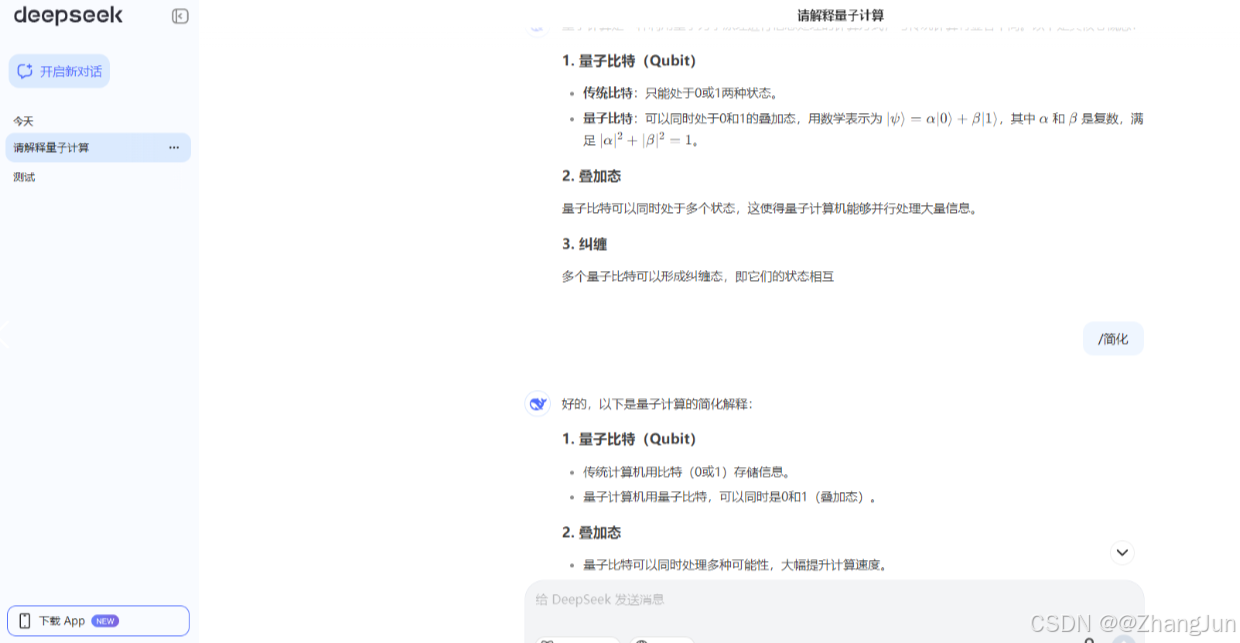 deepseek
开启新对话
今天
请解释量子计算
测试
下载 App NEW
请解释量子计算
1. 量子比特（Qubit）
传统比特：只能处于0或1两种状态。
量子比特：可以同时处于0和1的叠加态，用数学表示为 |ψ⟩ = α|0⟩ + β|1⟩，其中 α 和 β 是复数，满
足 |α|² + |β|² = 1。
2. 叠加态
量子比特可以同时处于多个状态，这使得量子计算机能够并行处理大量信息。
3. 纠缠
多个量子比特可以形成纠缠态，即它们的状态相互
/简化
好的，以下是量子计算的简化解释：
1. 量子比特（Qubit）
传统计算机用比特（0或1）存储信息。
量子计算机用量子比特，可以同时是0和1（叠加态）。
2. 叠加态
量子比特可以同时处理多种可能性，大幅提升计算速度。
给 DeepSeek 发送消息
CSDN @@ZhangJun